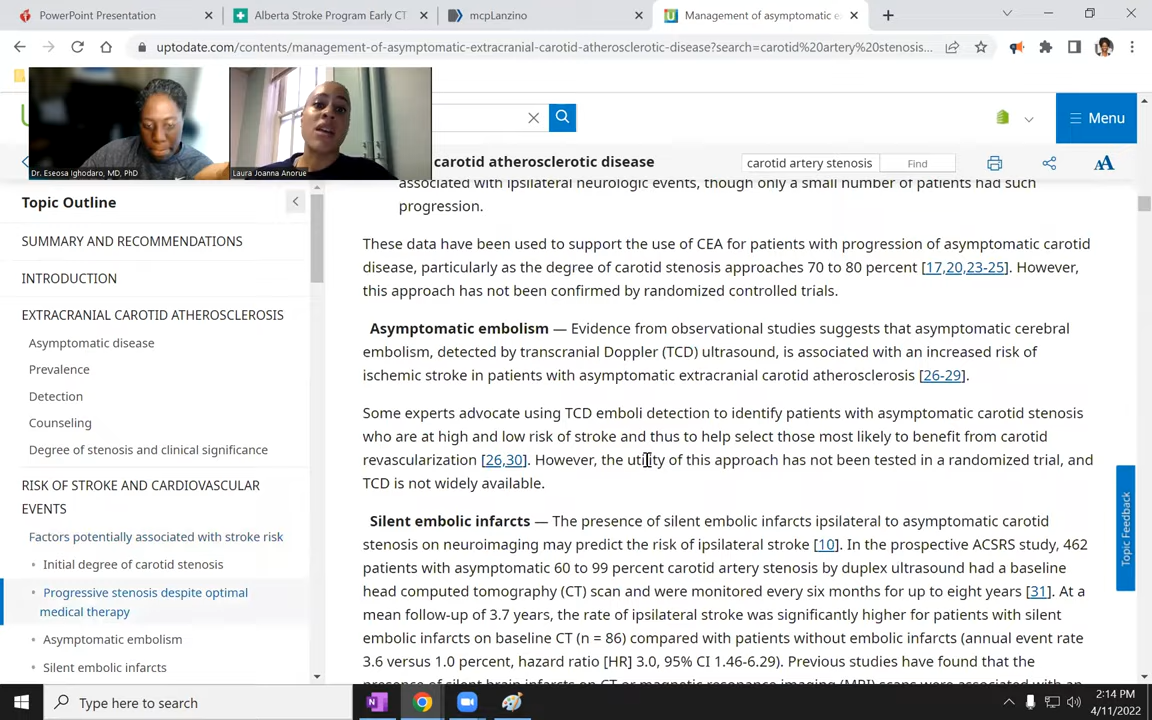 PowerPoint Presentation
Alberta Stroke Program Early CT
mcpLanzino
Management of asymptomatic e
uptodate.com/contents/management-of-asymptomatic-extracranial-carotid-atherosclerotic-disease?search=carotid%20artery%20stenosis...
Menu
Dr. Eseosa Ighodaro, MD, PhD
Laura Joanna Anorue
carotid atherosclerotic disease
carotid artery stenosis
Find
AA
Topic Outline
SUMMARY AND RECOMMENDATIONS
INTRODUCTION
EXTRACRANIAL CAROTID ATHEROSCLEROSIS
Asymptomatic disease
Prevalence
Detection
Counseling
Degree of stenosis and clinical significance
RISK OF STROKE AND CARDIOVASCULAR
EVENTS
Factors potentially associated with stroke risk
Initial degree of carotid stenosis
Progressive stenosis despite optimal
medical therapy
Asymptomatic embolism
Silent embolic infarcts
associated with ipsilateral neurologic events, though only a small number of patients had such
progression.
These data have been used to support the use of CEA for patients with progression of asymptomatic carotid
disease, particularly as the degree of carotid stenosis approaches 70 to 80 percent [17,20,23-25]. However,
this approach has not been confirmed by randomized controlled trials.
Asymptomatic embolism — Evidence from observational studies suggests that asymptomatic cerebral
embolism, detected by transcranial Doppler (TCD) ultrasound, is associated with an increased risk of
ischemic stroke in patients with asymptomatic extracranial carotid atherosclerosis [26-29].
Some experts advocate using TCD emboli detection to identify patients with asymptomatic carotid stenosis
who are at high and low risk of stroke and thus to help select those most likely to benefit from carotid
revascularization [26,30]. However, the utility of this approach has not been tested in a randomized trial, and
TCD is not widely available.
Silent embolic infarcts — The presence of silent embolic infarcts ipsilateral to asymptomatic carotid
stenosis on neuroimaging may predict the risk of ipsilateral stroke [10]. In the prospective ACSRS study, 462
patients with asymptomatic 60 to 99 percent carotid artery stenosis by duplex ultrasound had a baseline
head computed tomography (CT) scan and were monitored every six months for up to eight years [31]. At a
mean follow-up of 3.7 years, the rate of ipsilateral stroke was significantly higher for patients with silent
embolic infarcts on baseline CT (n = 86) compared with patients without embolic infarcts (annual event rate
3.6 versus 1.0 percent, hazard ratio [HR] 3.0, 95% CI 1.46-6.29). Previous studies have found that the
presence of silent brain infarcts on CT or magnetic resonance imaging (MRI) scans were associated with an
Topic Feedback
Type here to search
2:14 PM
4/11/2022